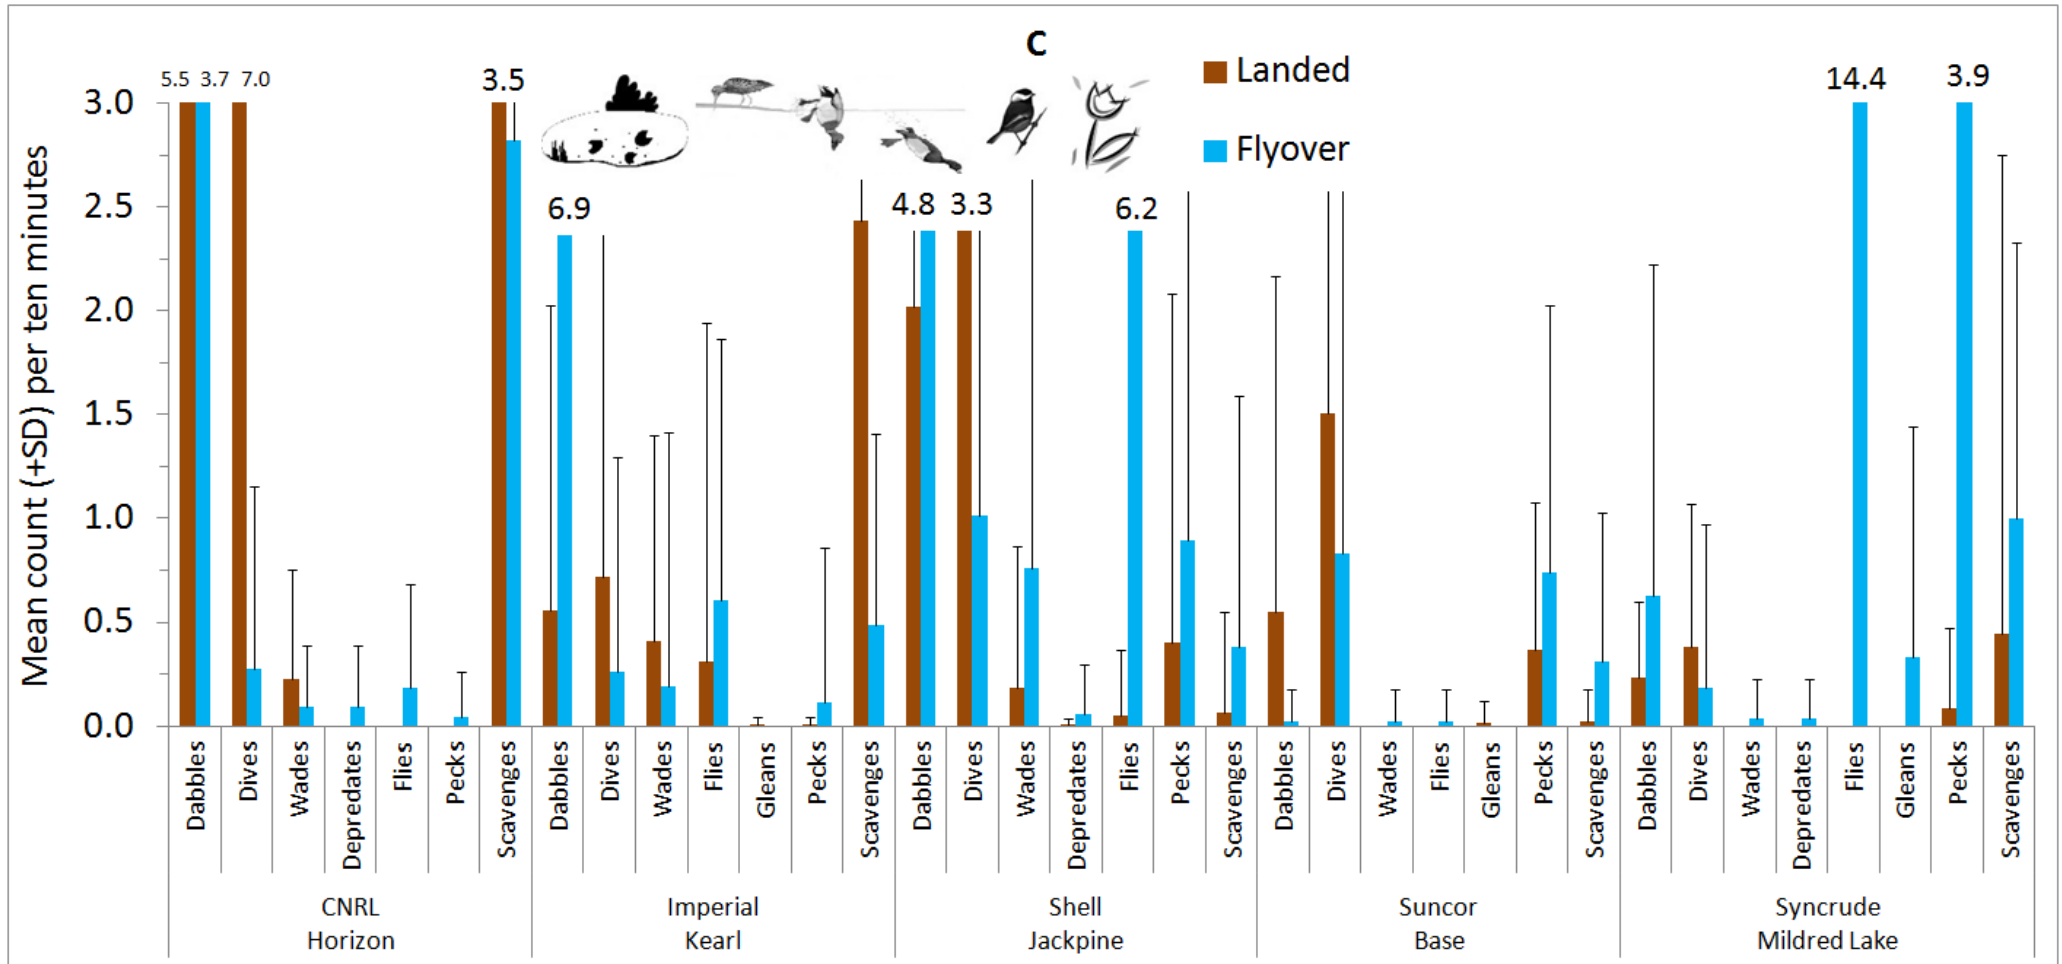 C
Landed
Flyover
Mean count (+SD) per ten minutes
3.0
2.5
2.0
1.5
1.0
0.5
0.0
5.5 3.7 7.0
3.5
6.9
4.8 3.3
6.2
14.4
3.9
Dabbles
Dives
Wades
Depredates
Flies
Pecks
Scavenges
Dabbles
Dives
Wades
Flies
Gleans
Pecks
Scavenges
Dabbles
Dives
Wades
Depredates
Flies
Pecks
Scavenges
Dabbles
Dives
Wades
Flies
Gleans
Pecks
Scavenges
Dabbles
Dives
Wades
Depredates
Flies
Gleans
Pecks
Scavenges
CNRL
Horizon
Imperial
Kearl
Shell
Jackpine
Suncor
Base
Syncrude
Mildred Lake